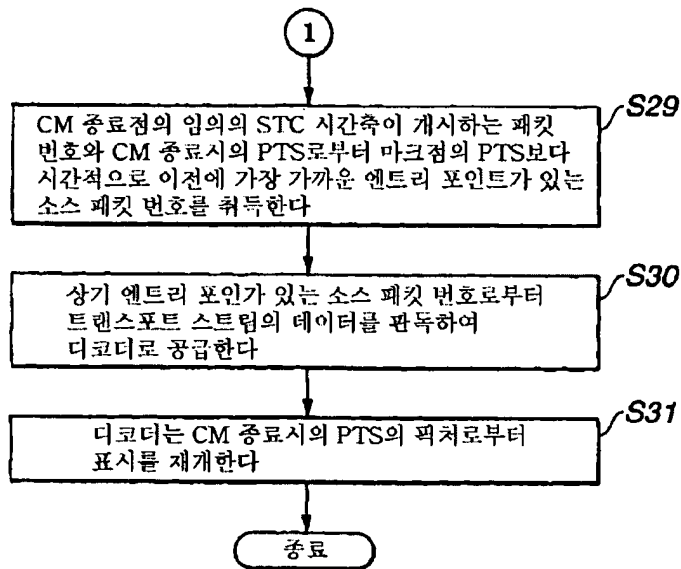 1
S29
CM 종료점의 임의의 STC 시간축이 개시하는 패킷
번호와 CM 종료시의 PTS로부터 마크점의 PTS보다
시간적으로 이전에 가장 가까운 엔트리 포인트가 있는
소스 패킷 번호를 취득한다
S30
상기 엔트리 포인가 있는 소스 패킷 번호로부터
트랜스포트 스트림의 데이터를 판독하여
디코더로 공급한다
S31
디코더는 CM 종료시의 PTS의 픽처로부터
표시를 재개한다
종료